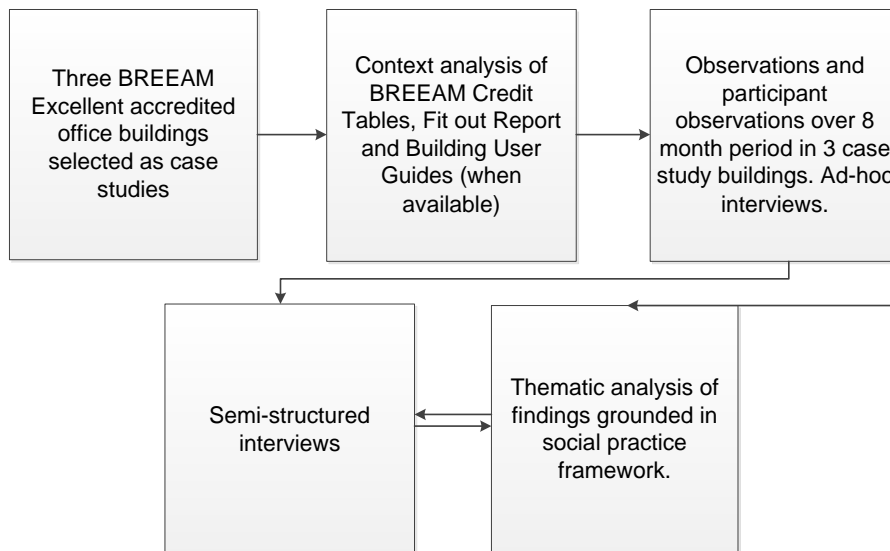 Three BREEAM
Excellent accredited
office buildings
selected as case
studies
Context analysis of
BREEAM Credit
Tables, Fit out Report
and Building User
Guides (when
available)
Observations and
participant
observations over 8
month period in 3 case
study buildings. Ad-hoc
interviews.
Semi-structured
interviews
Thematic analysis of
findings grounded in
social practice
framework.